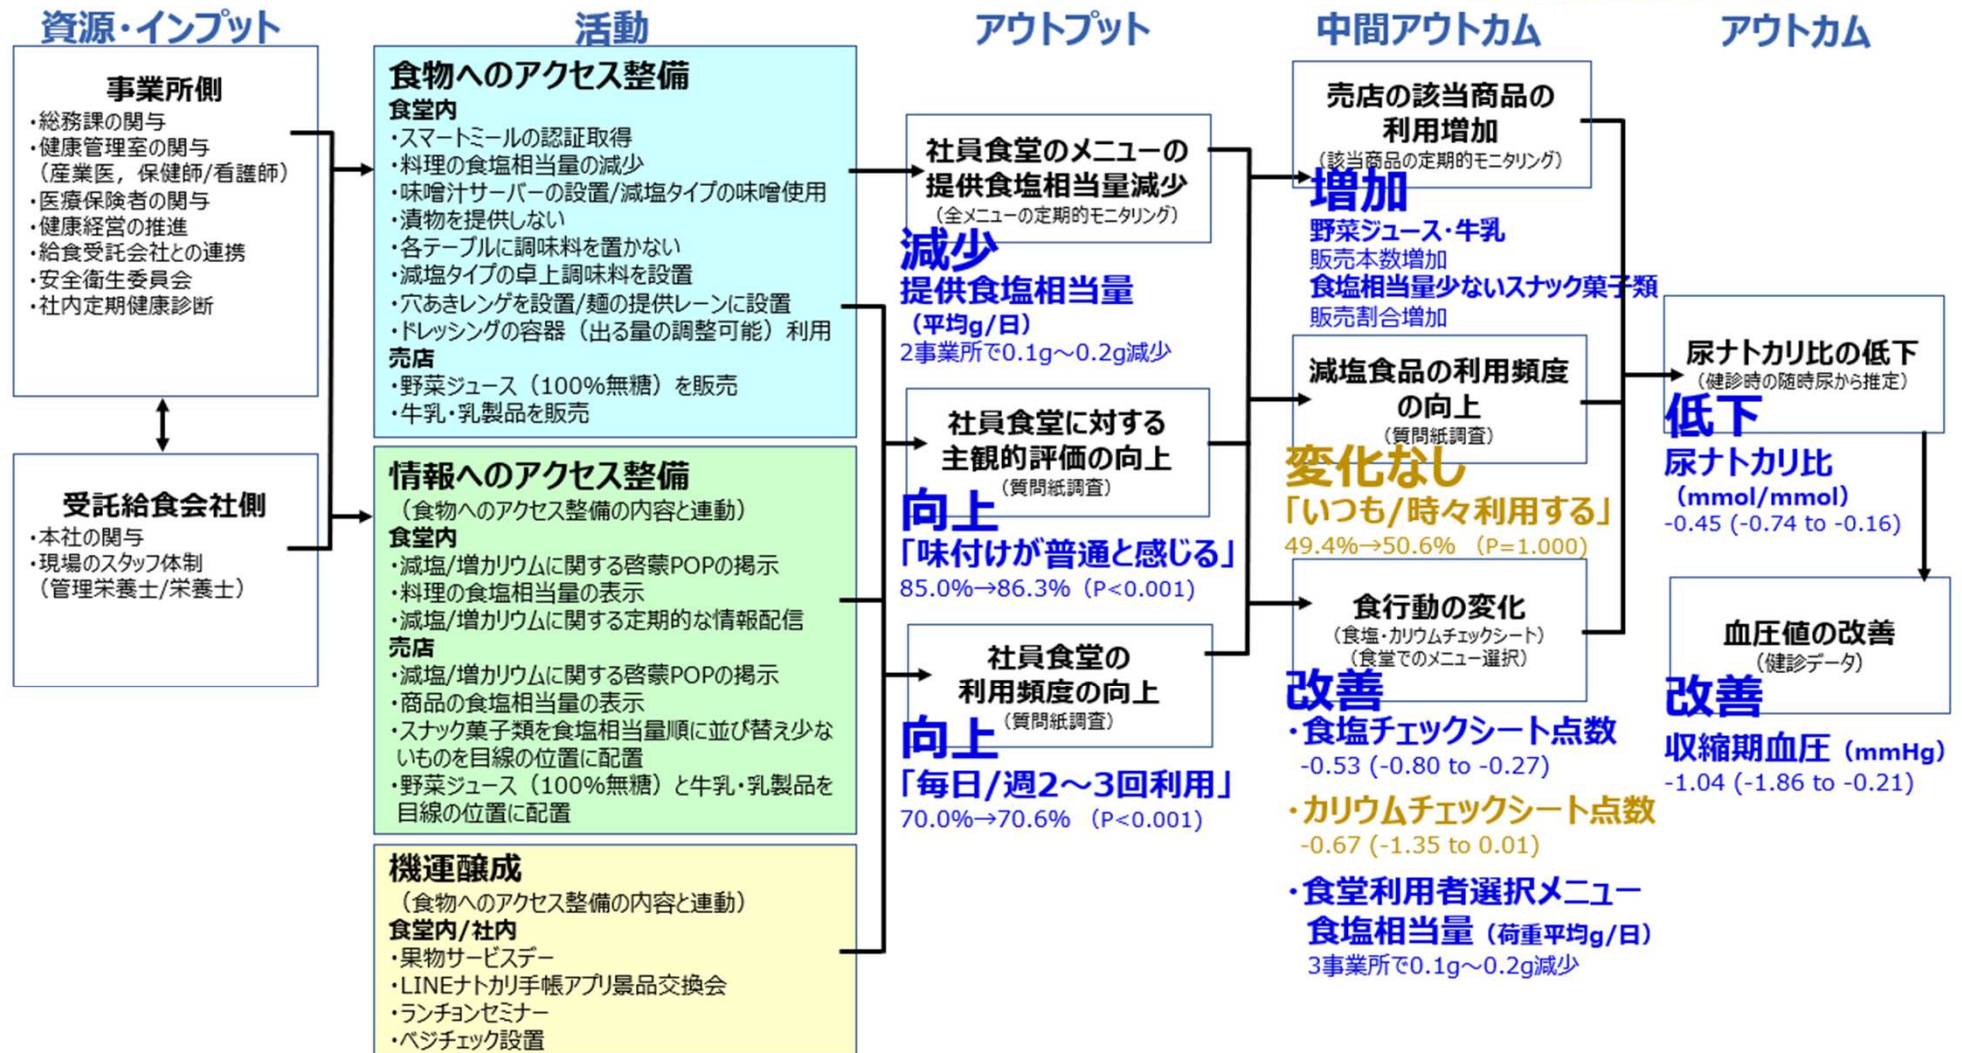 資源・インプット
事業所側
・総務課の関与
・健康管理室の関与
（産業医，保健師/看護師）
・医療保険者の関与
・健康経営の推進
・給食受託会社との連携
・安全衛生委員会
・社内定期健康診断
受託給食会社側
・本社の関与
・現場のスタッフ体制
（管理栄養士/栄養士）
活動
食物へのアクセス整備
食堂内
・スマートミールの認証取得
・料理の食塩相当量の減少
・味噌汁サーバーの設置/減塩タイプの味噌使用
・漬物を提供しない
・各テーブルに調味料を置かない
・減塩タイプの卓上調味料を設置
・穴あきレンゲを設置/麺の提供レーンに設置
・ドレッシングの容器（出る量の調整可能）利用
売店
・野菜ジュース（100%無糖）を販売
・牛乳・乳製品を販売
情報へのアクセス整備
（食物へのアクセス整備の内容と連動）
食堂内
・減塩/増カリウムに関する啓蒙POPの掲示
・料理の食塩相当量の表示
・減塩/増カリウムに関する定期的な情報配信
売店
・減塩/増カリウムに関する啓蒙POPの掲示
・商品の食塩相当量の表示
・スナック菓子類を食塩相当量順に並び替え少な
いものを目線の位置に配置
・野菜ジュース（100%無糖）と牛乳・乳製品を
目線の位置に配置
機運醸成
（食物へのアクセス整備の内容と連動）
食堂内/社内
・果物サービスデー
・LINEナトカリ手帳アプリ景品交換会
・ランチョンセミナー
・ベジチェック設置
アウトプット
社員食堂のメニューの
提供食塩相当量減少
（全メニューの定期的モニタリング）
減少
提供食塩相当量
（平均g/日）
2事業所で0.1g～0.2g減少
社員食堂に対する
主観的評価の向上
（質問紙調査）
向上
「味付けが普通と感じる」
85.0%→86.3%（P<0.001）
社員食堂の
利用頻度の向上
（質問紙調査）
向上
「毎日/週2～3回利用」
70.0%→70.6% （P<0.001）
中間アウトカム
売店の該当商品の
利用増加
（該当商品の定期的モニタリング）
増加
野菜ジュース・牛乳
販売本数増加
食塩相当量少ないスナック菓子類
販売割合増加
減塩食品の利用頻度
の向上
（質問紙調査）
変化なし
「いつも/時々利用する」
49.4%→50.6% （P=1.000）
食行動の変化
（食塩・カリウムチェックシート）
（食堂でのメニュー選択）
改善
・食塩チェックシート点数
-0.53 (-0.80 to -0.27)
・カリウムチェックシート点数
-0.67 (-1.35 to 0.01)
・食堂利用者選択メニュー
食塩相当量（荷重平均g/日）
3事業所で0.1g～0.2g減少
アウトカム
尿ナトカリ比の低下
（健診時の随時尿から推定）
低下
尿ナトカリ比
（mmol/mmol）
-0.45 (-0.74 to -0.16)
血圧値の改善
（健診データ）
改善
収縮期血圧（mmHg）
-1.04 (-1.86 to -0.21)